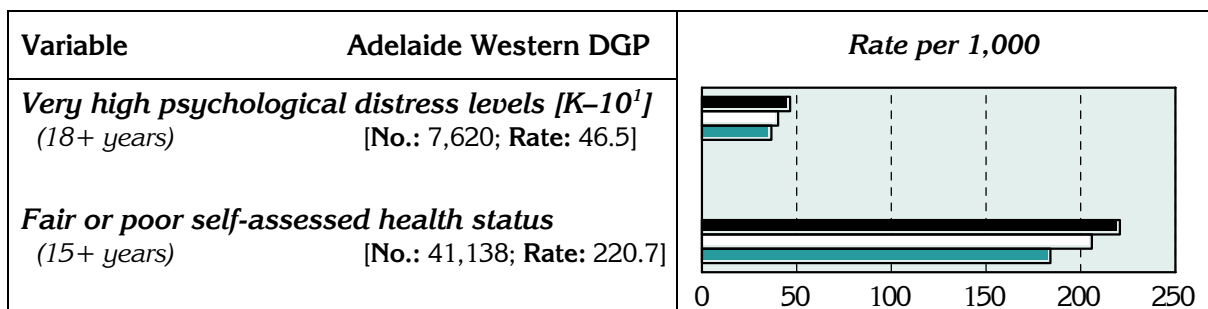 Variable Adelaide Western DGP Rate per 1,000
Very high psychological distress levels [K–10¹]
(18+ years) [No.: 7,620; Rate: 46.5]
Fair or poor self-assessed health status
(15+ years) [No.: 41,138; Rate: 220.7]
0 50 100 150 200 250